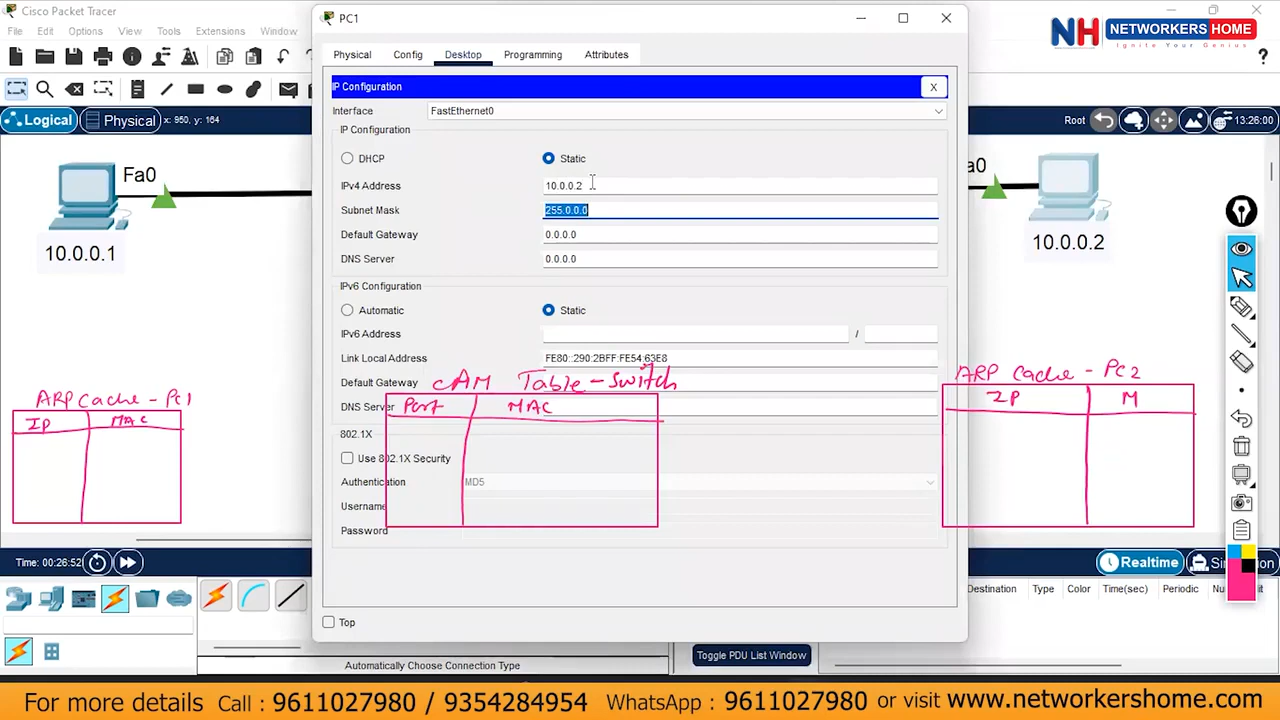 Cisco Packet Tracer
File Edit Options View Tools Extensions Window
PC1
NH NETWORKERS HOME
Ignite Your Genius
Physical Config Desktop Programming Attributes
IP Configuration X
Logical Physical x: 950, y: 164
Root 13:26:00
Interface FastEthernet0
IP Configuration
DHCP Static
IPv4 Address 10.0.0.2
Subnet Mask 255.0.0.0
Default Gateway 0.0.0.0
DNS Server 0.0.0.0
Fa0
10.0.0.1
a0
10.0.0.2
IPv6 Configuration
Automatic Static
IPv6 Address /
Link Local Address FE80::290:2BFF:FE54:63E8
Default Gateway
DNS Server
802.1X
Use 802.1X Security
Authentication MD5
Username
Password
ARP Cache - PC1
IP MAC
CAM Table - Switch
Port MAC
ARP Cache - PC2
IP M
Time: 00:26:52
Realtime
Top
Automatically Choose Connection Type
Toggle PDU List Window
Destination Type Color Time(sec) Periodic
For more details Call : 9611027980 / 9354284954 WhatsApp : 9611027980 or visit www.networkershome.com